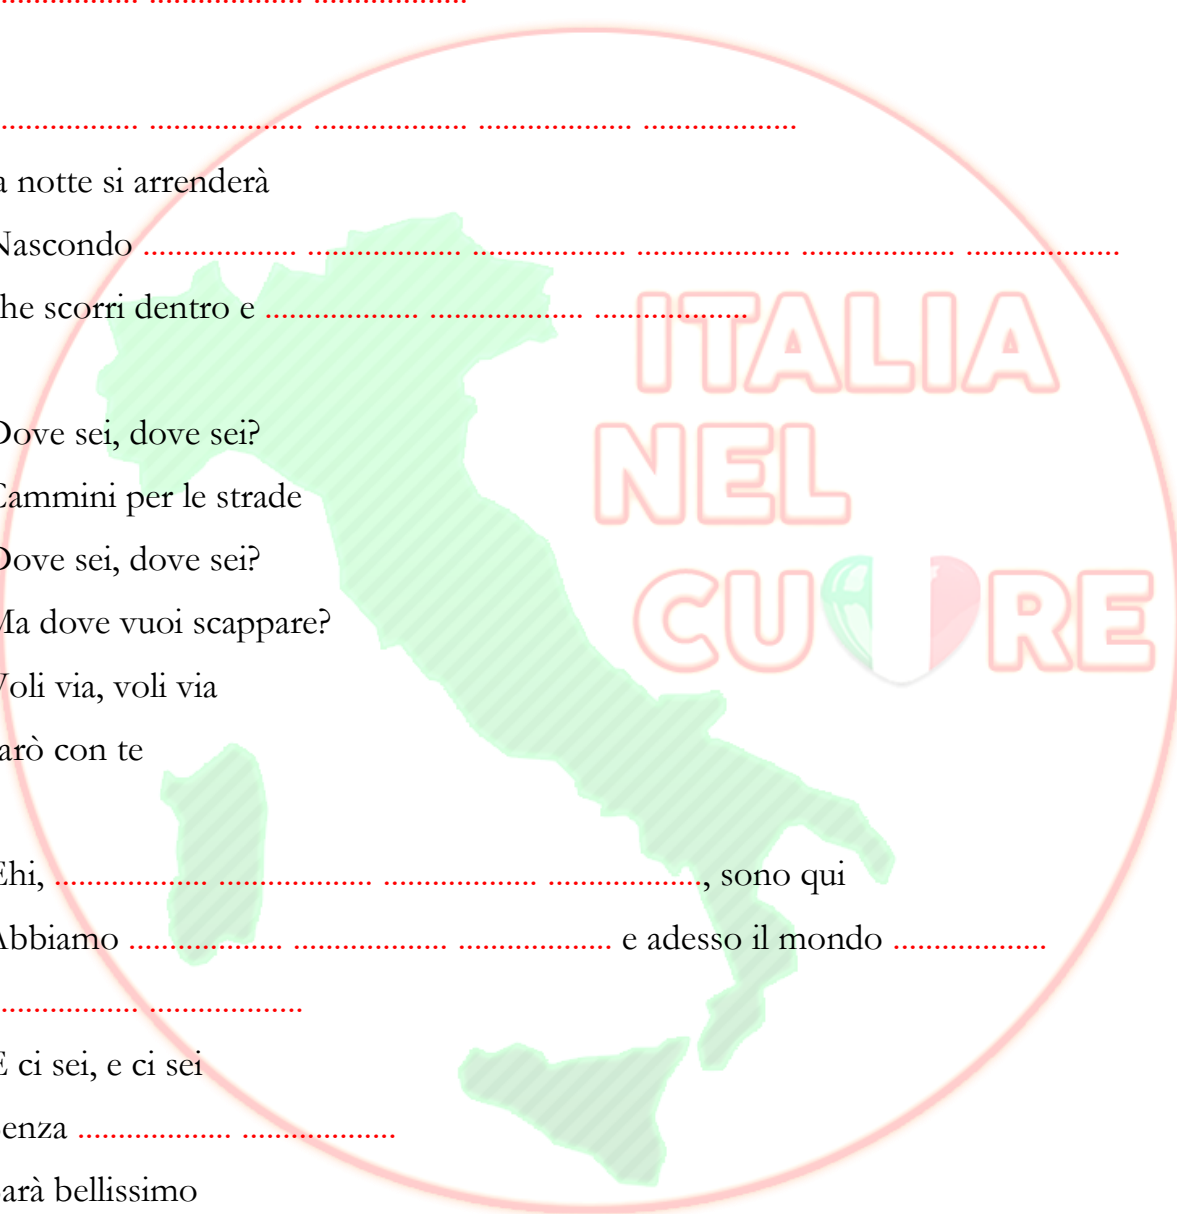 ................... ................... ...................
................... ................... ................... ................... ...................
a notte si arrenderà
Nascondo ................... ................... ................... ................... ................... ...................
che scorri dentro e ................... ................... ...................
Dove sei, dove sei?
Cammini per le strade
Dove sei, dove sei?
Ma dove vuoi scappare?
Voli via, voli via
arò con te
Ehi, ................... ................... ................... ..................., sono qui
Abbiamo ................... ................... ................... e adesso il mondo ...................
................... ...................
E ci sei, e ci sei
enza ................... ...................
arà bellissimo
ITALIA
NEL
CUORE